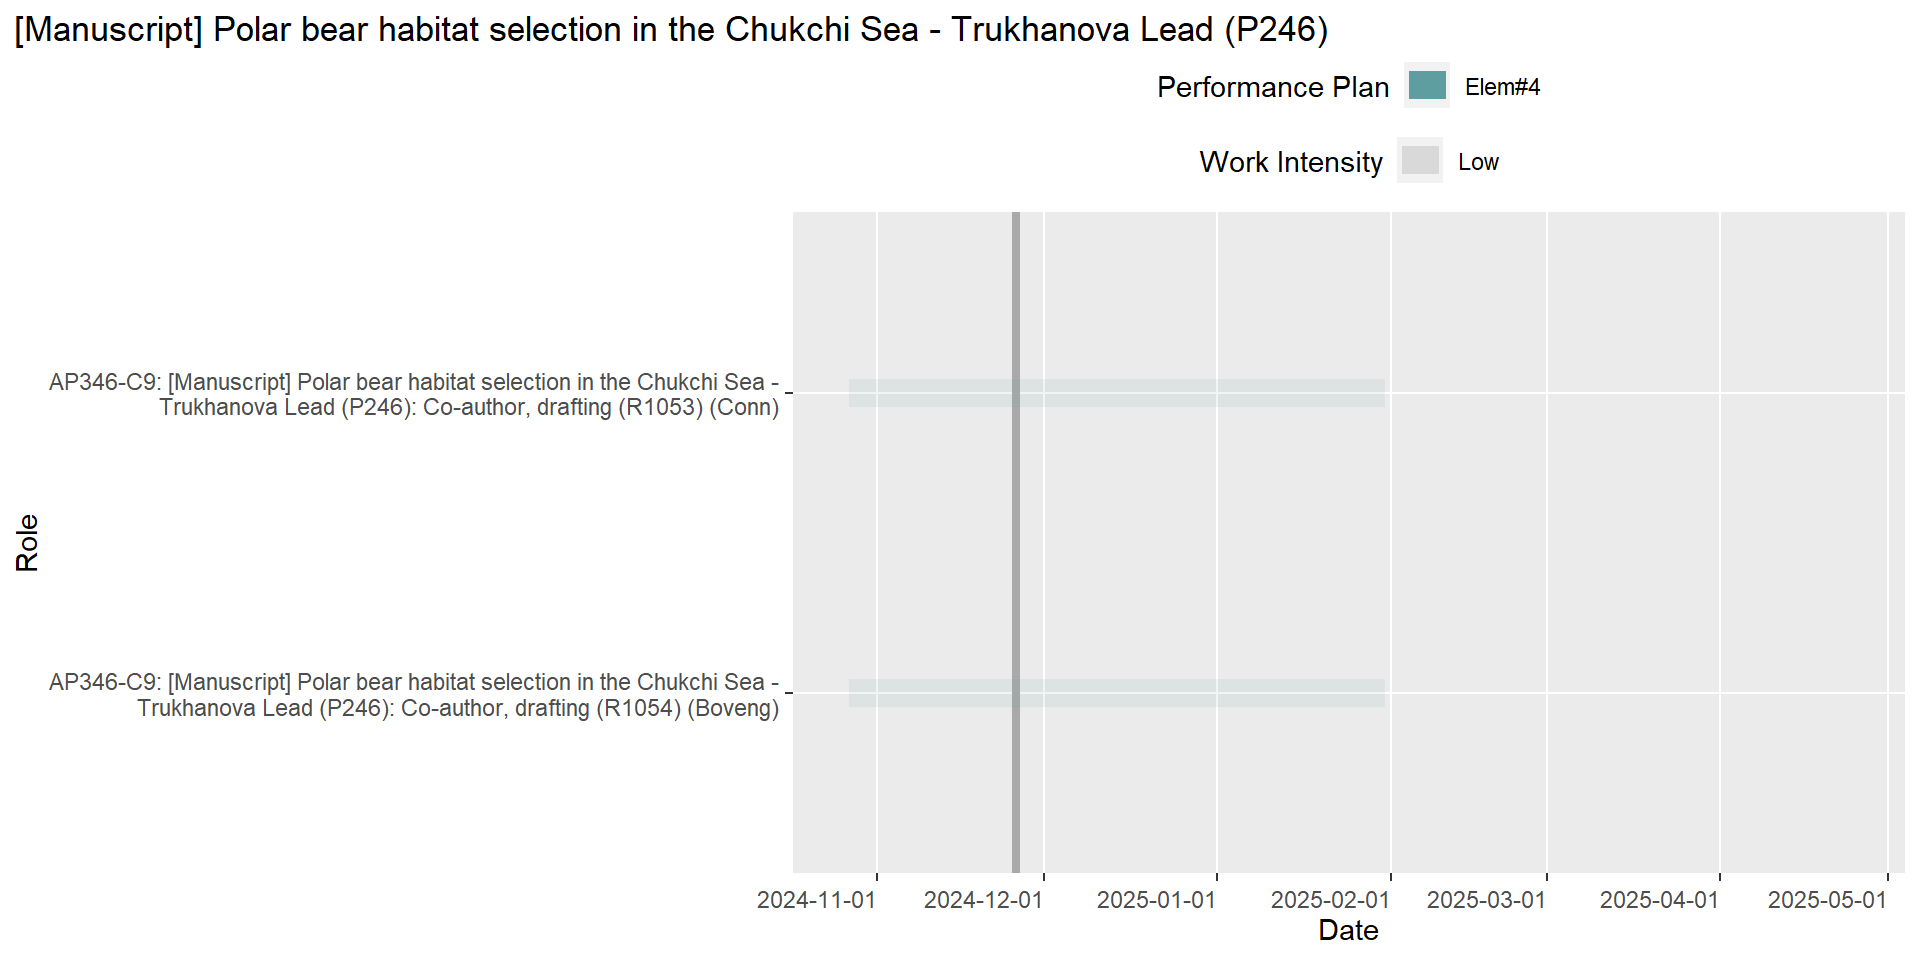 [Manuscript] Polar bear habitat selection in the Chukchi Sea - Trukhanova Lead (P246)
Performance Plan
Elem#4
Work Intensity
Low
AP346-C9: [Manuscript] Polar bear habitat selection in the Chukchi Sea -
Trukhanova Lead (P246): Co-author, drafting (R1053) (Conn)
Role
AP346-C9: [Manuscript] Polar bear habitat selection in the Chukchi Sea -
Trukhanova Lead (P246): Co-author, drafting (R1054) (Boveng)
2024-11-01
2024-12-01
2025-01-01
2025-02-01
2025-03-01
2025-04-01
2025-05-01
Date